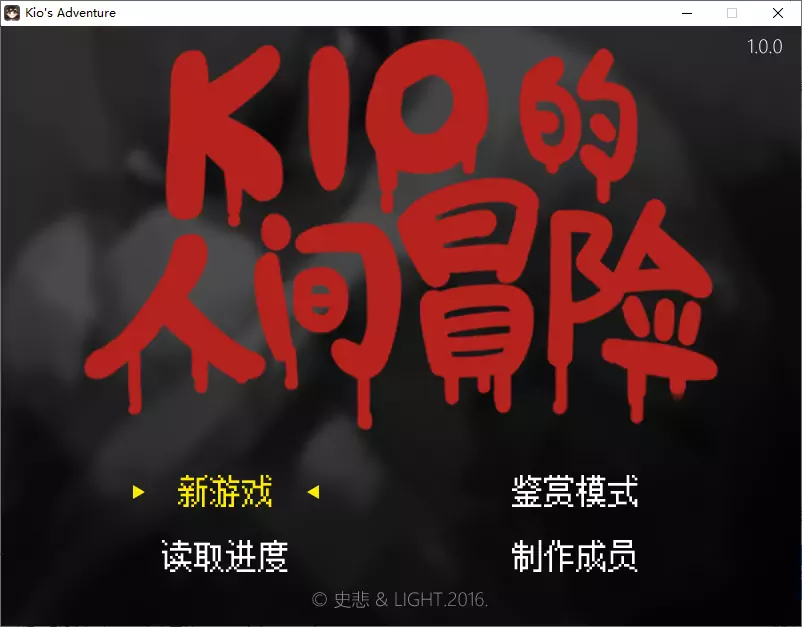 Kio's Adventure
1.0.0
KIO的
人间冒险
新游戏
鉴赏模式
读取进度
制作成员
© 史悲 & LIGHT.2016.